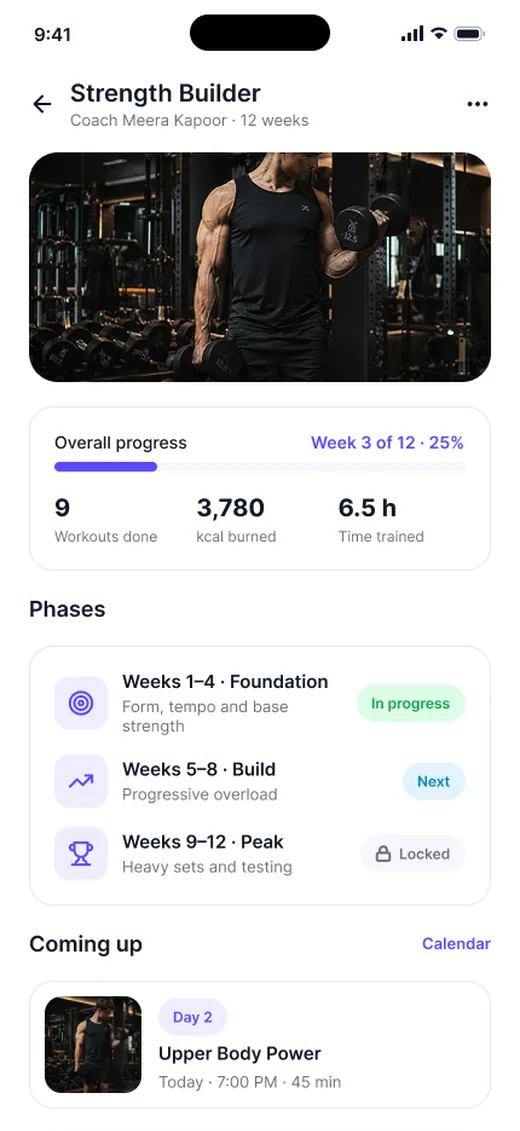 9:41
Strength Builder
Coach Meera Kapoor · 12 weeks
Overall progress
Week 3 of 12 · 25%
9
3,780
6.5 h
Workouts done
kcal burned
Time trained
Phases
Weeks 1–4 · Foundation
Form, tempo and base
strength
In progress
Weeks 5–8 · Build
Progressive overload
Next
Weeks 9–12 · Peak
Heavy sets and testing
Locked
Coming up
Calendar
Day 2
Upper Body Power
Today · 7:00 PM · 45 min